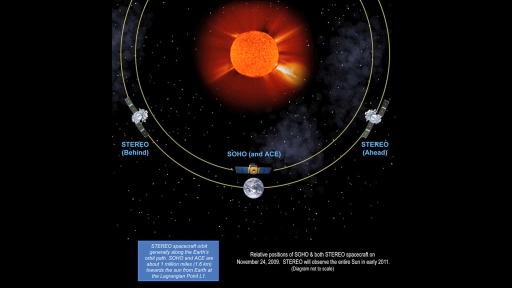 STEREO
(Behind)
SOHO (and ACE)
STEREO
(Ahead)
STEREO spacecraft orbit
generally along the Earth's
orbit path. SOHO and ACE are
about 1 million miles (1.6 km)
towards the sun from Earth at
the Lagrangian Point L1.
Relative positions of SOHO & both STEREO spacecraft on
November 24, 2009. STEREO will observe the entire Sun in early 2011.
(Diagram not to scale)